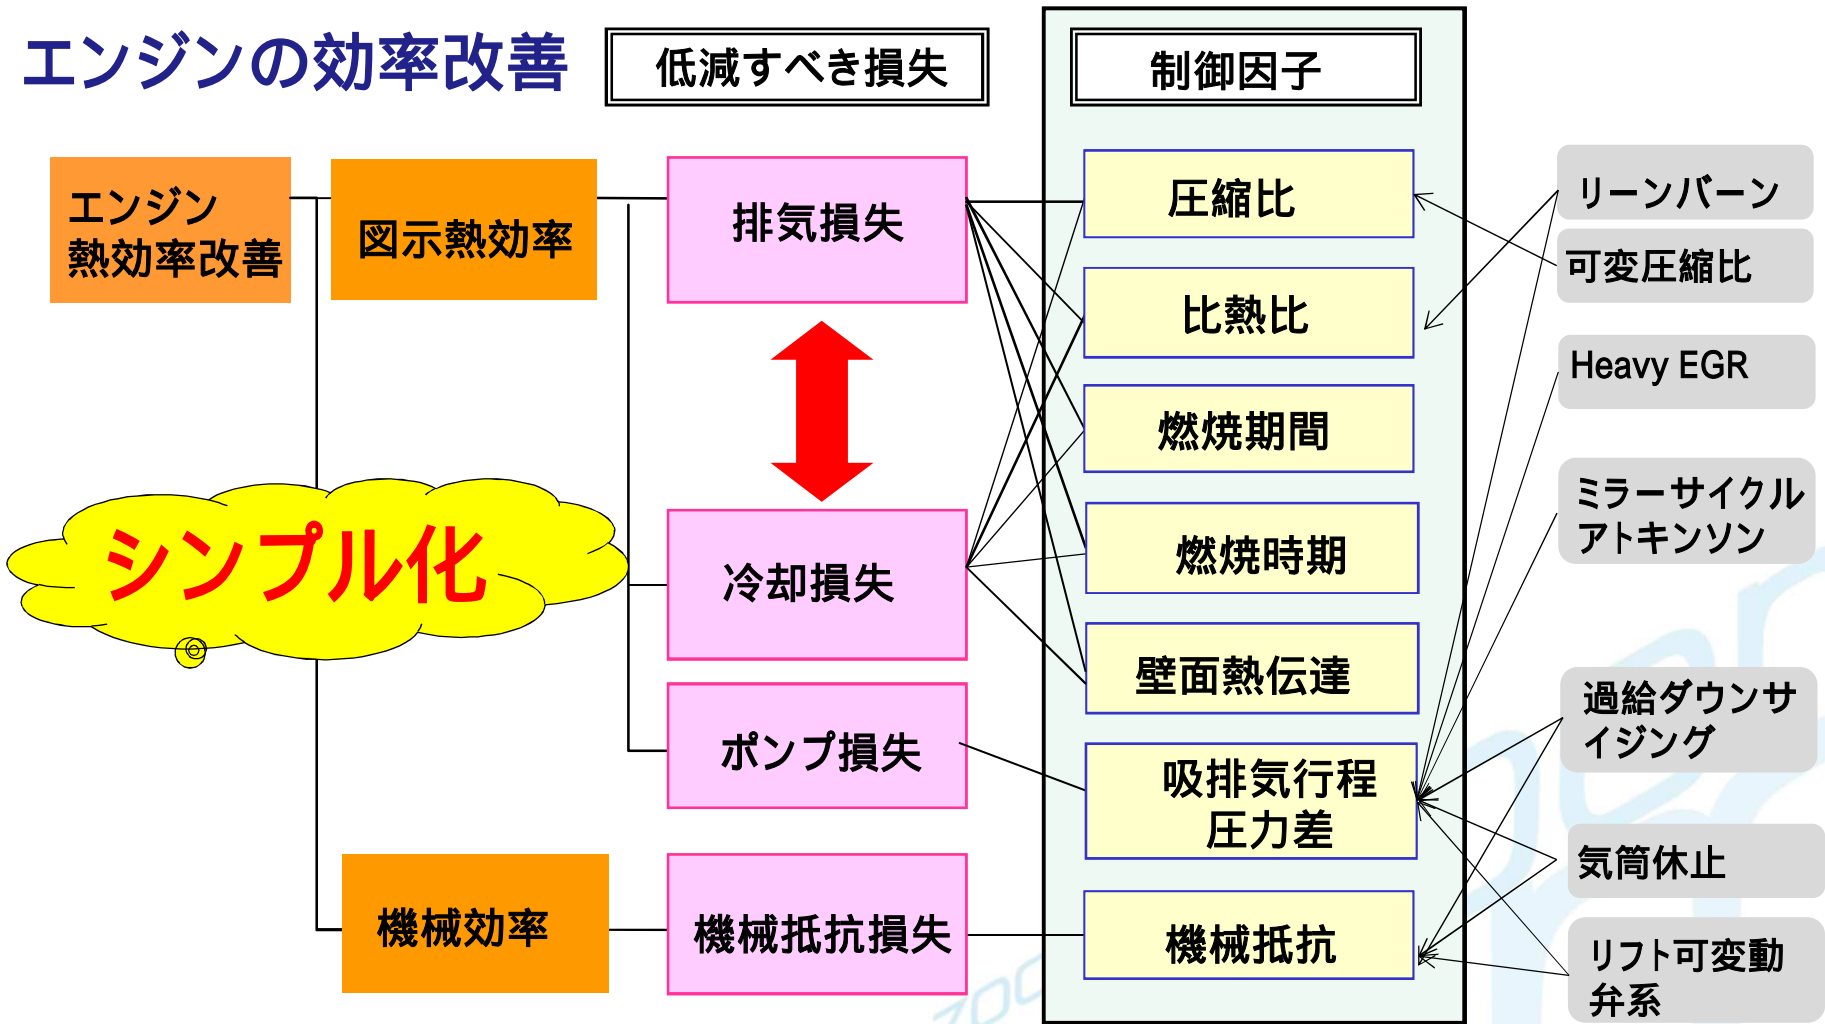 エンジンの効率改善
低減すべき損失
制御因子
エンジン
熱効率改善
図示熱効率
機械効率
シンプル化
排気損失
冷却損失
ポンプ損失
機械抵抗損失
圧縮比
比熱比
燃焼期間
燃焼時期
壁面熱伝達
吸排気行程
圧力差
機械抵抗
リーンバーン
可変圧縮比
Heavy EGR
ミラーサイクル
アトキンソン
過給ダウンサ
イジング
気筒休止
リフト可変動
弁系